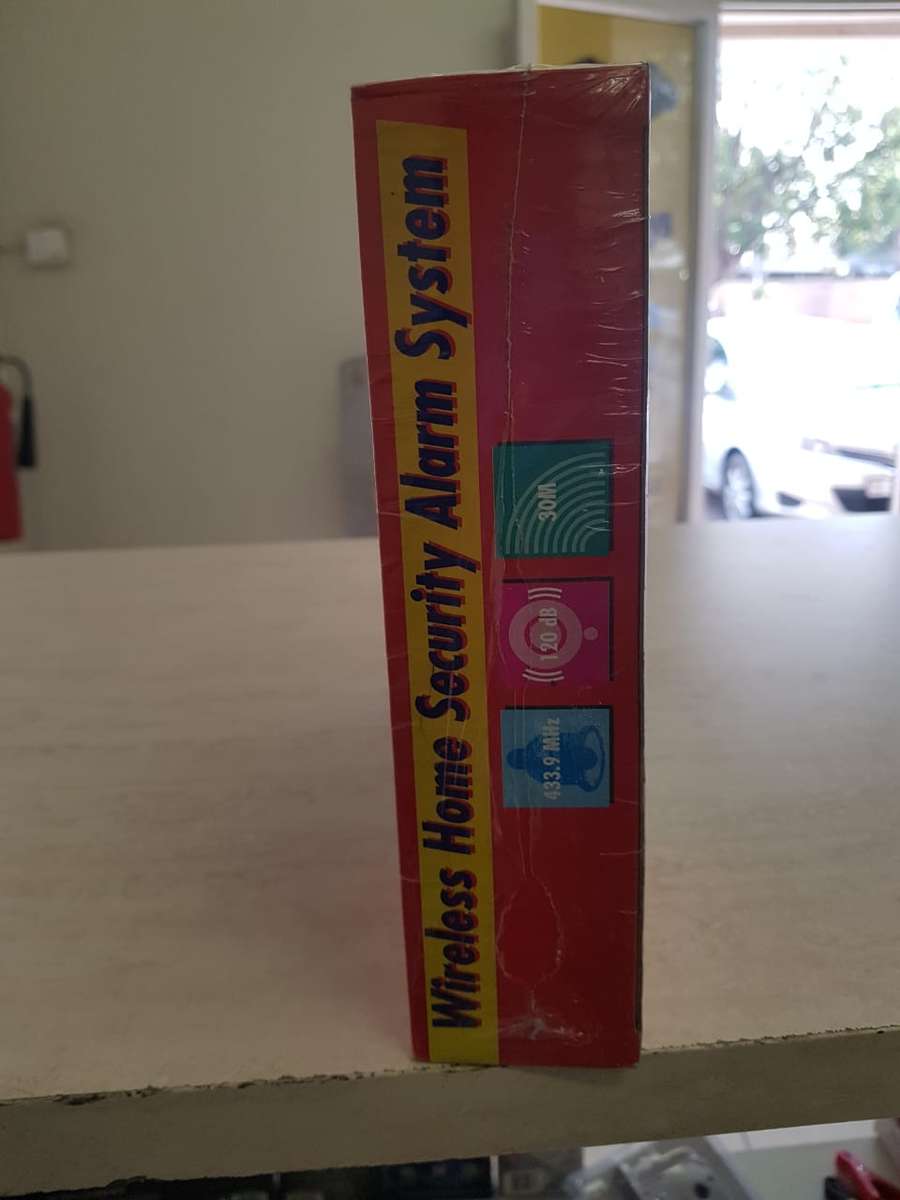 Wireless Home Security Alarm System
433.9 MHz
120 dB
30M